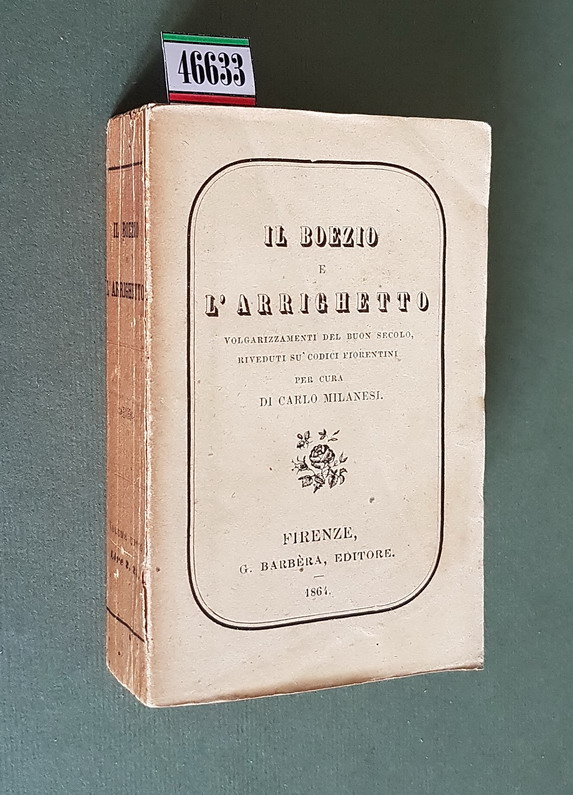 46633
IL BOEZIO
E
L'ARRIGHETTO
VOLGARIZZAMENTI DEL BUON SECOLO,
RIVEDUTI SU' CODICI FIORENTINI
PER CURA
DI CARLO MILANESI.
FIRENZE,
G. BARBÈRA, EDITORE.
1864.
IL BOEZIO
L'ARRIGHETTO